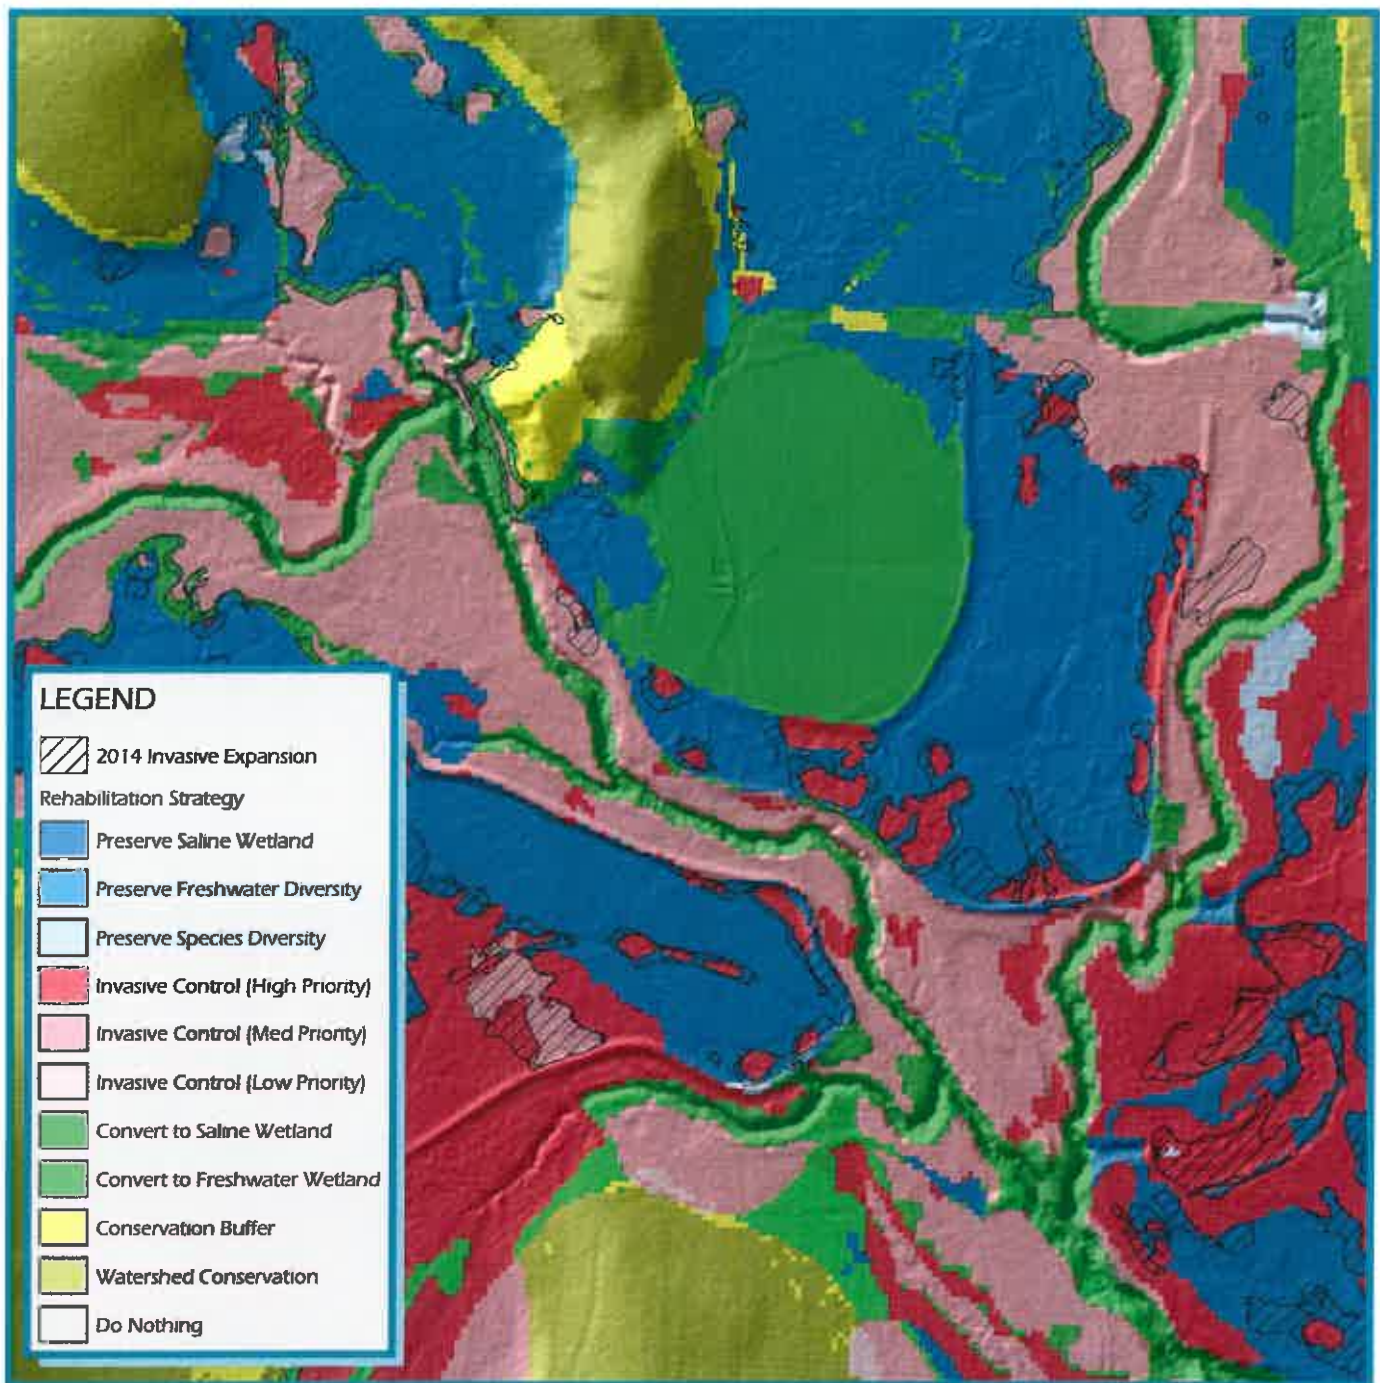 LEGEND
2014 Invasive Expansion
Rehabilitation Strategy
Preserve Saline Wetland
Preserve Freshwater Diversity
Preserve Species Diversity
Invasive Control (High Priority)
Invasive Control (Med Priority)
Invasive Control (Low Priority)
Convert to Saline Wetland
Convert to Freshwater Wetland
Conservation Buffer
Watershed Conservation
Do Nothing